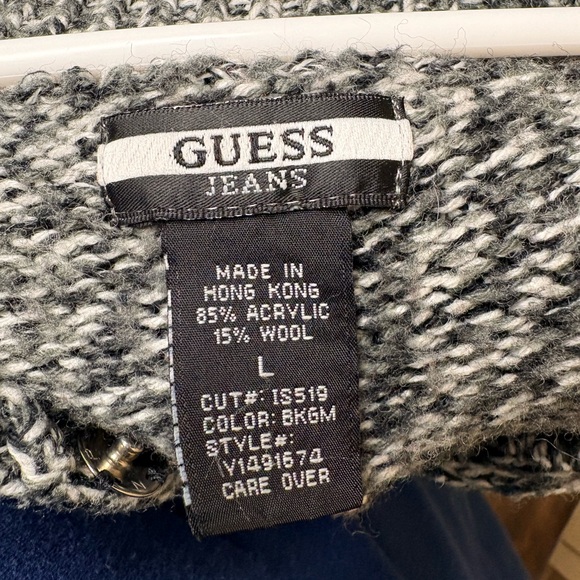 GUESS
JEANS
MADE IN
HONG KONG
85% ACRYLIC
15% WOOL
L
CUT#: IS519
COLOR: BKGM
STYLE#:
Y1491674
CARE OVER